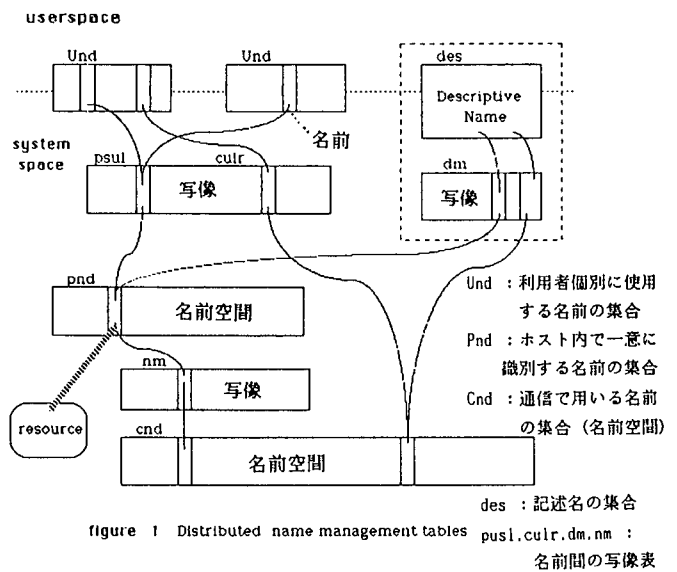 userspace
Und
Und
des
Descriptive
Name
名前
system
space
psul
culr
写像
dm
写像
pnd
名前空間
nm
写像
resource
cnd
名前空間
Und :利用者個別に使用
する名前の集合
Pnd :ホスト内で一意に
識別する名前の集合
Cnd :通信で用いる名前
の集合(名前空間)
des :記述名の集合
figure 1 Distributed name management tables
pusl.culr.dm.nm :
名前間の写像表